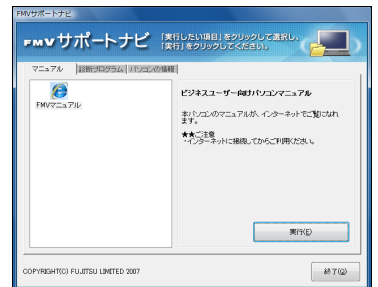 FMVサポートナビ
FMVサポートナビ
「実行したい項目」をクリックして選択し、
「実行」をクリックしてください。
マニュアル 診断プログラム パソコンの情報
FMVマニュアル
ビジネスユーザー向けパソコンマニュアル
本パソコンのマニュアルが、インターネットでご覧になれ
ます。
★★ご注意
・インターネットに接続してからご利用ください。
実行(E)
COPYRIGHT(C) FUJITSU LIMITED 2007
終了(Q)